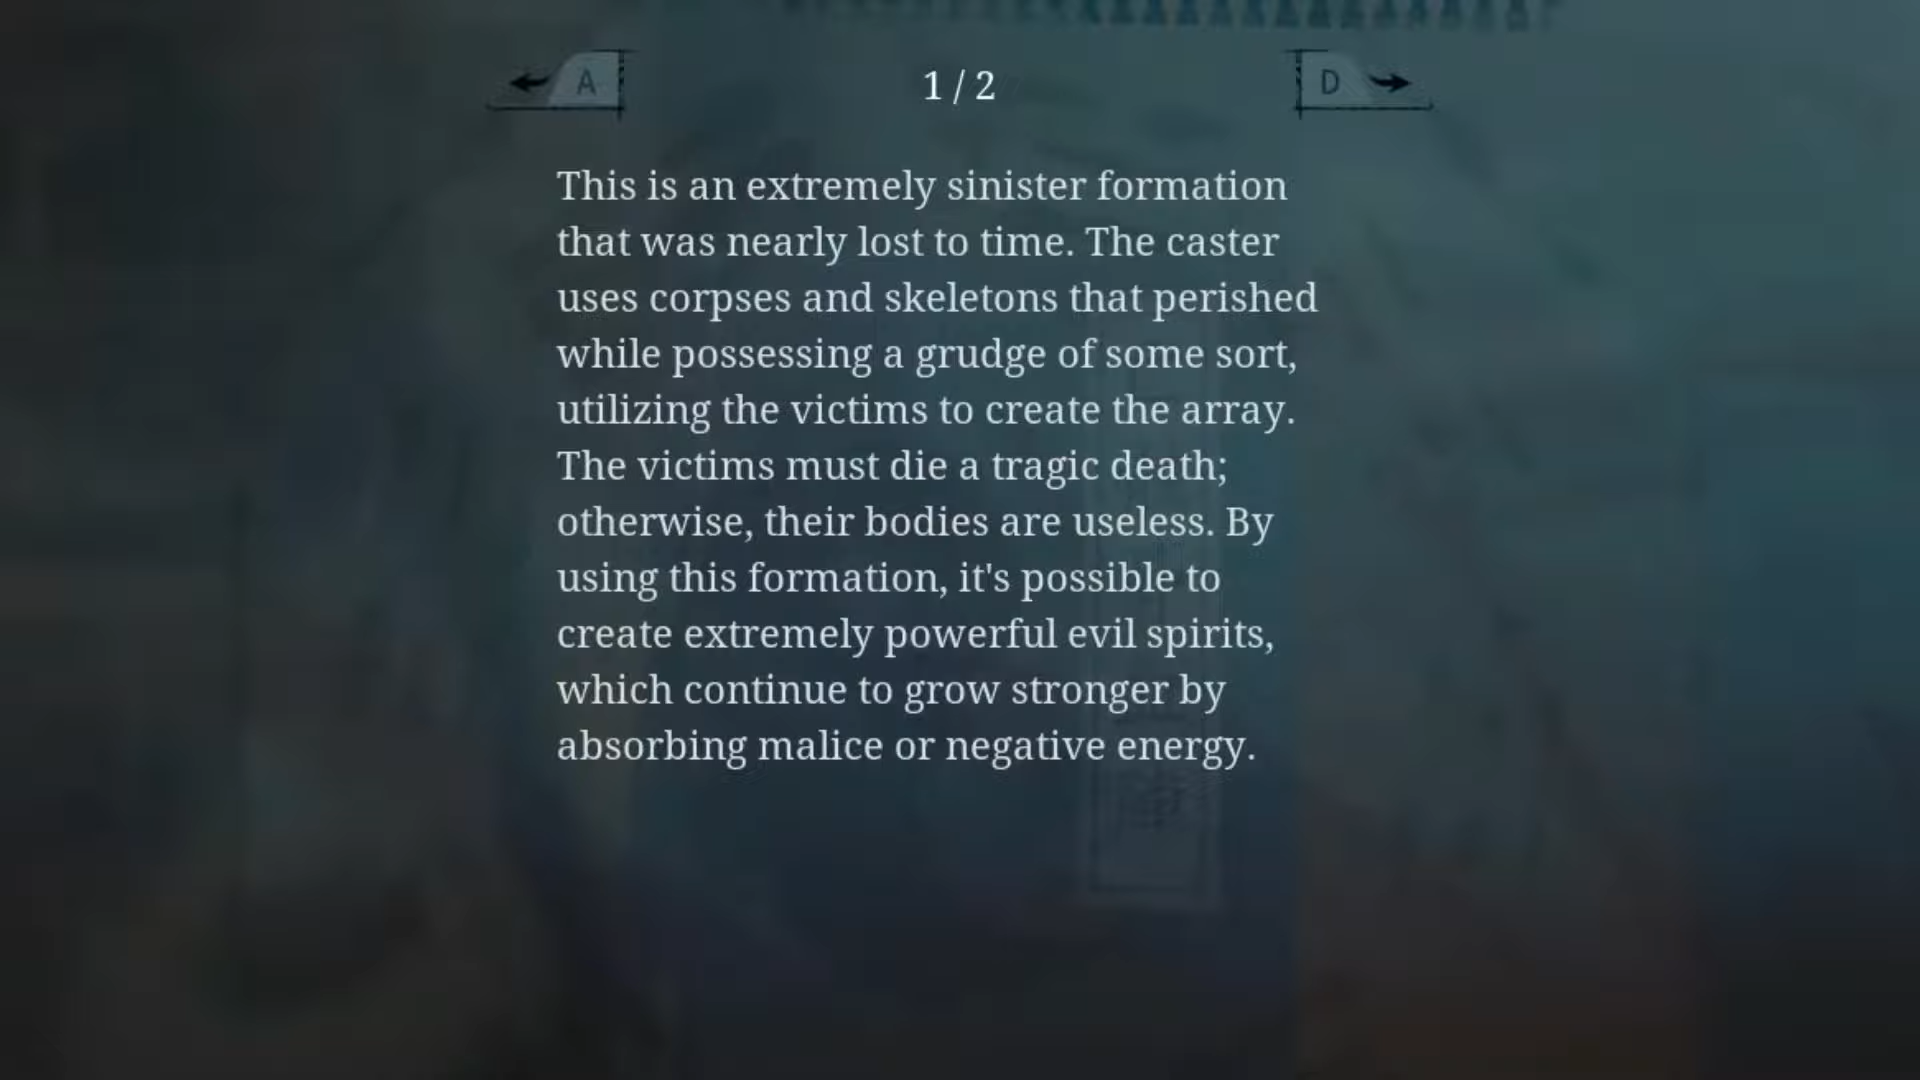 A 1 / 2 D
This is an extremely sinister formation
that was nearly lost to time. The caster
uses corpses and skeletons that perished
while possessing a grudge of some sort,
utilizing the victims to create the array.
The victims must die a tragic death;
otherwise, their bodies are useless. By
using this formation, it's possible to
create extremely powerful evil spirits,
which continue to grow stronger by
absorbing malice or negative energy.